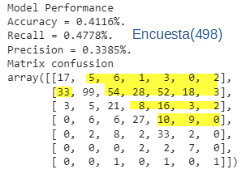 Model Performance
Accuracy = 0.4116%.
Recall = 0.4778%. Encuesta(498)
Precision = 0.3385%.
Matrix confussion
array([[17, 5, 6, 1, 3, 0, 2],
[33, 99, 54, 28, 52, 18, 3]
[ 3, 5, 21, 8, 16, 3, 2],
[ 0, 6, 6, 27, 10, 9, 0],
[ 0, 2, 8, 2, 33, 2, 0],
[ 0, 0, 0, 2, 2, 7, 0],
[ 0, 0, 1, 0, 1, 0, 1]])